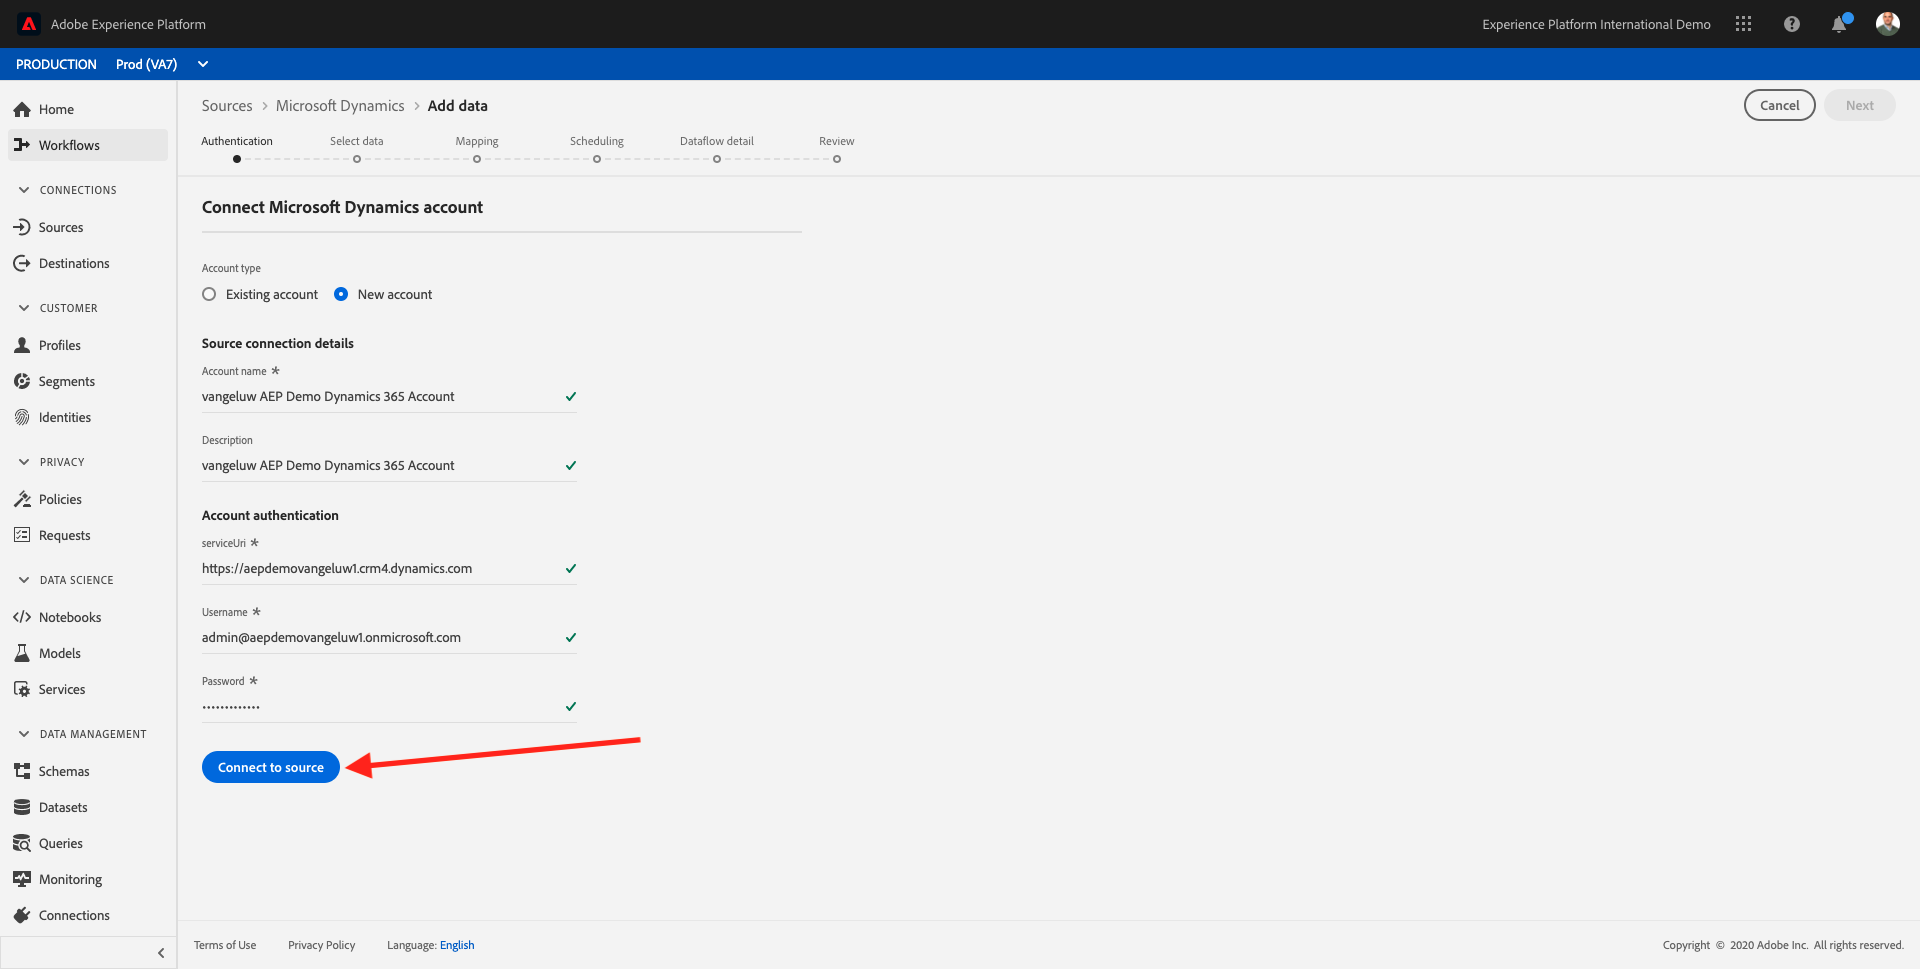 Adobe Experience Platform
Experience Platform International Demo
PRODUCTION Prod (VA7)
Home
Workflows
CONNECTIONS
Sources
Destinations
CUSTOMER
Profiles
Segments
Identities
PRIVACY
Policies
Requests
DATA SCIENCE
Notebooks
Models
Services
DATA MANAGEMENT
Schemas
Datasets
Queries
Monitoring
Connections
Sources > Microsoft Dynamics > Add data
Cancel Next
Authentication Select data Mapping Scheduling Dataflow detail Review
Connect Microsoft Dynamics account
Account type
Existing account New account
Source connection details
Account name *
vangeluw AEP Demo Dynamics 365 Account
Description
vangeluw AEP Demo Dynamics 365 Account
Account authentication
serviceUri *
https://aepdemovangeluw1.crm4.dynamics.com
Username *
admin@aepdemovangeluw1.onmicrosoft.com
Password *
•••••••••••••
Connect to source
Terms of Use Privacy Policy Language: English
Copyright © 2020 Adobe Inc. All rights reserved.